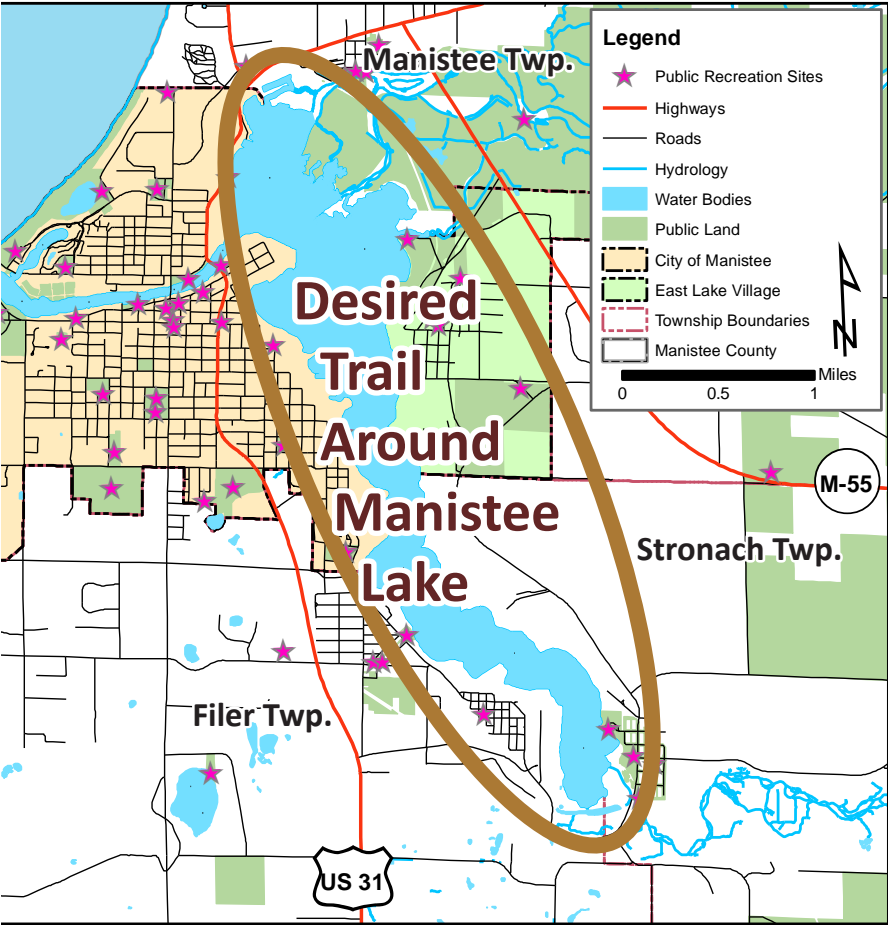 Manistee Twp.
Legend
Public Recreation Sites
Highways
Roads
Hydrology
Water Bodies
Public Land
City of Manistee
East Lake Village
Township Boundaries
Manistee County
N
Miles
0 0.5 1
Desired
Trail
Around
Manistee
Lake
M-55
Stronach Twp.
Filer Twp.
US 31